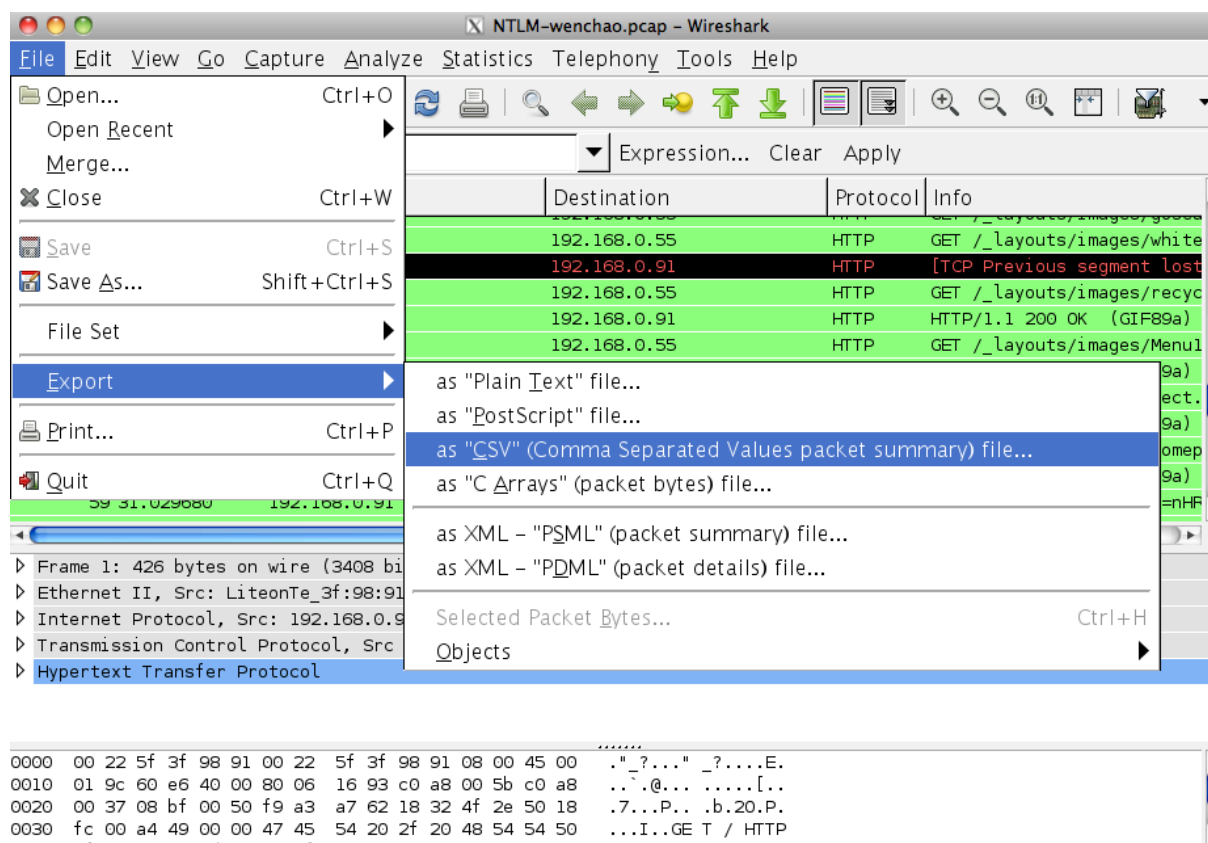 NTLM-wenchao.pcap – Wireshark
File Edit View Go Capture Analyze Statistics Telephony Tools Help
Open... Ctrl+O
Open Recent
Merge...
Close Ctrl+W
Save Ctrl+S
Save As... Shift+Ctrl+S
File Set
Export
Print... Ctrl+P
Quit Ctrl+Q
Expression... Clear Apply
Destination Protocol Info
192.168.0.55 HTTP GET /_layouts/images/white
192.168.0.91 HTTP [TCP Previous segment lost
192.168.0.55 HTTP GET /_layouts/images/recyc
192.168.0.91 HTTP HTTP/1.1 200 OK (GIF89a)
192.168.0.55 HTTP GET /_layouts/images/Menu1
9a)
ect.
9a)
omep
9a)
=nHR
as "Plain Text" file...
as "PostScript" file...
as "CSV" (Comma Separated Values packet summary) file...
as "C Arrays" (packet bytes) file...
as XML – "PSML" (packet summary) file...
as XML – "PDML" (packet details) file...
Selected Packet Bytes... Ctrl+H
Objects
59 31.029680 192.168.0.91
Frame 1: 426 bytes on wire (3408 bi
Ethernet II, Src: LiteonTe_3f:98:91
Internet Protocol, Src: 192.168.0.9
Transmission Control Protocol, Src
Hypertext Transfer Protocol
0000 00 22 5f 3f 98 91 00 22 5f 3f 98 91 08 00 45 00 ."_?..." _?....E.
0010 01 9c 60 e6 40 00 80 06 16 93 c0 a8 00 5b c0 a8 ..`.@... .....[..
0020 00 37 08 bf 00 50 f9 a3 a7 62 18 32 4f 2e 50 18 .7...P.. .b.2O.P.
0030 fc 00 a4 49 00 00 47 45 54 20 2f 20 48 54 54 50 ...I..GE T / HTTP